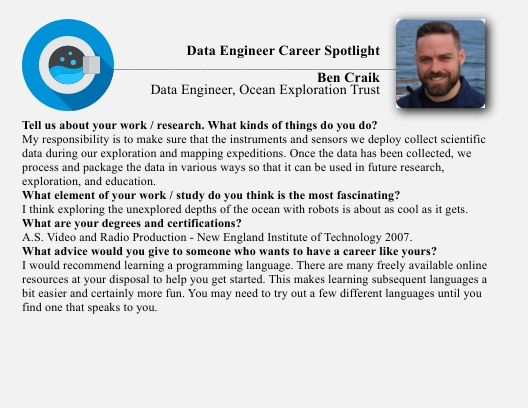 Data Engineer Career Spotlight
Ben Craik
Data Engineer, Ocean Exploration Trust
Tell us about your work / research. What kinds of things do you do?
My responsibility is to make sure that the instruments and sensors we deploy collect scientific
data during our exploration and mapping expeditions. Once the data has been collected, we
process and package the data in various ways so that it can be used in future research,
exploration, and education.
What element of your work / study do you think is the most fascinating?
I think exploring the unexplored depths of the ocean with robots is about as cool as it gets.
What are your degrees and certifications?
A.S. Video and Radio Production - New England Institute of Technology 2007.
What advice would you give to someone who wants to have a career like yours?
I would recommend learning a programming language. There are many freely available online
resources at your disposal to help you get started. This makes learning subsequent languages a
bit easier and certainly more fun. You may need to try out a few different languages until you
find one that speaks to you.